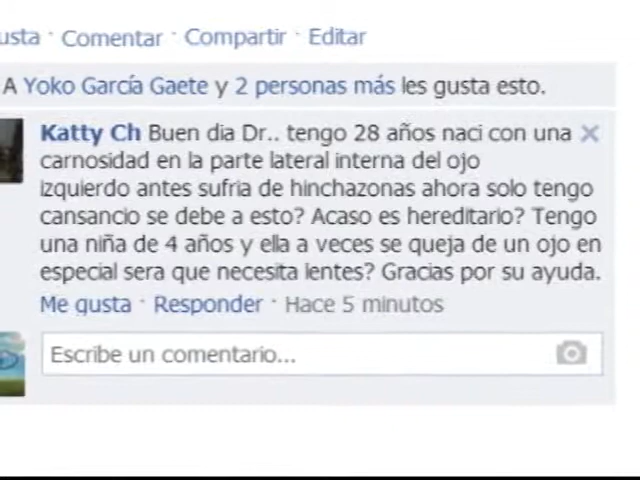 usta · Comentar · Compartir · Editar
A Yoko García Gaete y 2 personas más les gusta esto.
Katty Ch Buen dia Dr.. tengo 28 años naci con una
carnosidad en la parte lateral interna del ojo
izquierdo antes sufria de hinchazonas ahora solo tengo
cansancio se debe a esto? Acaso es hereditario? Tengo
una niña de 4 años y ella a veces se queja de un ojo en
especial sera que necesita lentes? Gracias por su ayuda.
Me gusta · Responder · Hace 5 minutos
Escribe un comentario...